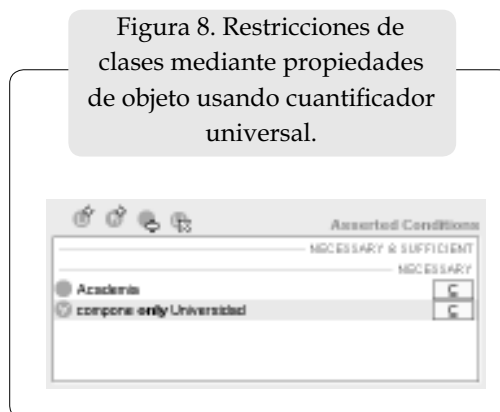 Figura 8. Restricciones de
clases mediante propiedades
de objeto usando cuantificador
universal.
Asserted Conditions
NECESSARY & SUFFICIENT
NECESSARY
Academia
compone only Universidad